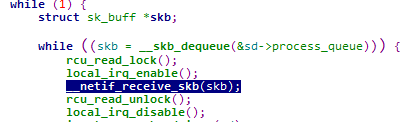 while (1) {
struct sk_buff *skb;
while ((skb = __skb_dequeue(&sd->process_queue))) {
rcu_read_lock();
local_irq_enable();
__netif_receive_skb(skb);
rcu_read_unlock();
local_irq_disable();